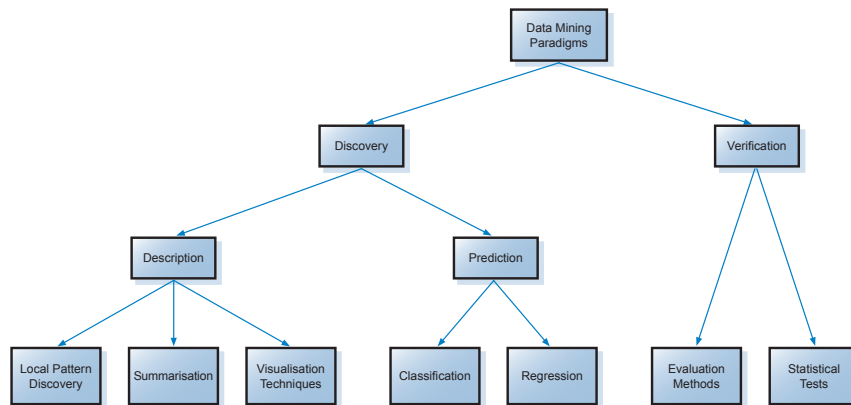 Data Mining
Paradigms
Discovery
Verification
Description
Prediction
Local Pattern
Discovery
Summarisation
Visualisation
Techniques
Classification
Regression
Evaluation
Methods
Statistical
Tests